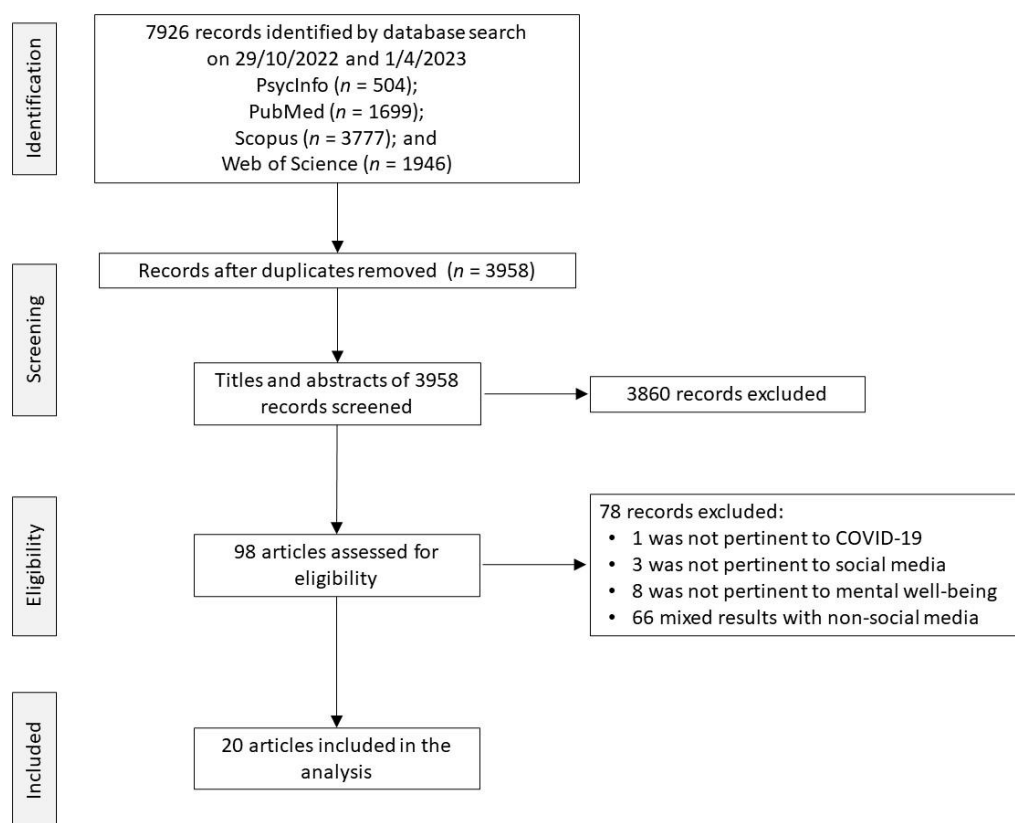 Identification
7926 records identified by database search
on 29/10/2022 and 1/4/2023
PsycInfo (n = 504);
PubMed (n = 1699);
Scopus (n = 3777); and
Web of Science (n = 1946)
Screening
Records after duplicates removed (n = 3958)
Titles and abstracts of 3958
records screened
3860 records excluded
Eligibility
98 articles assessed for
eligibility
78 records excluded:
• 1 was not pertinent to COVID-19
• 3 was not pertinent to social media
• 8 was not pertinent to mental well-being
• 66 mixed results with non-social media
Included
20 articles included in the
analysis